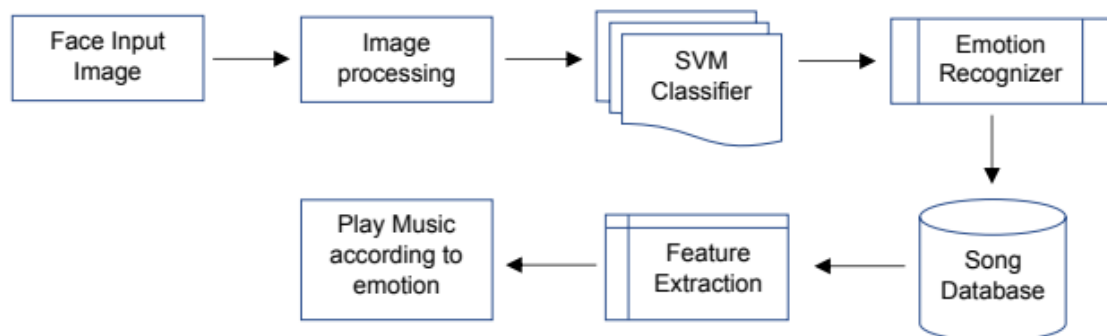 Face Input
Image
Image
processing
SVM
Classifier
Emotion
Recognizer
Song
Database
Feature
Extraction
Play Music
according to
emotion